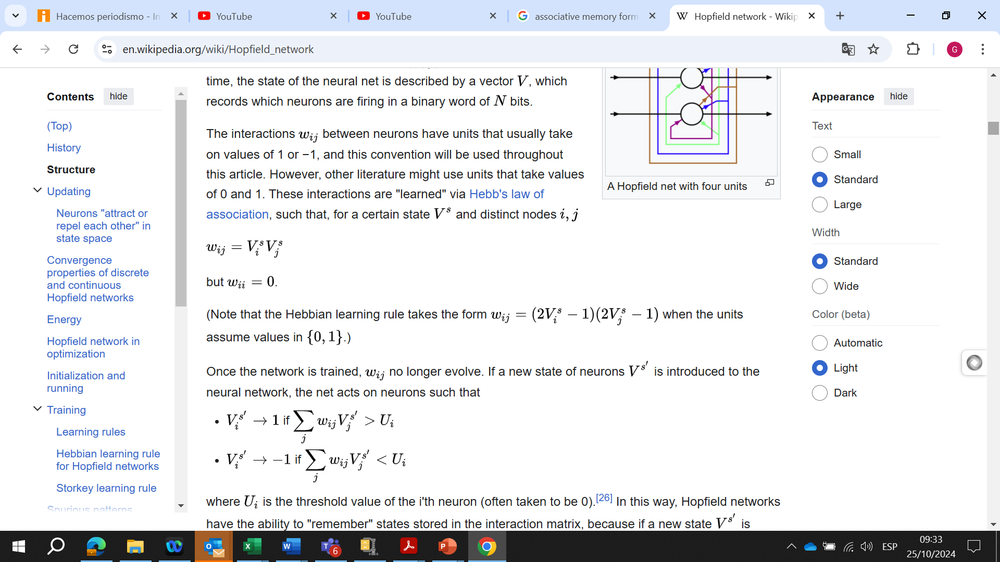 Hacemos periodismo - In
YouTube
YouTube
associative memory form
Hopfield network - Wikip
en.wikipedia.org/wiki/Hopfield_network
G
Contents hide
(Top)
History
Structure
Updating
Neurons "attract or
repel each other" in
state space
Convergence
properties of discrete
and continuous
Hopfield networks
Energy
Hopfield network in
optimization
Initialization and
running
Training
Learning rules
Hebbian learning rule
for Hopfield networks
Storkey learning rule
Spurious patterns
time, the state of the neural net is described by a vector V, which
records which neurons are firing in a binary word of N bits.
The interactions w_{ij} between neurons have units that usually take
on values of 1 or −1, and this convention will be used throughout
this article. However, other literature might use units that take values
of 0 and 1. These interactions are "learned" via Hebb's law of
association, such that, for a certain state V^s and distinct nodes i, j
w_{ij} = V_i^s V_j^s
but w_{ii} = 0.
(Note that the Hebbian learning rule takes the form w_{ij} = (2V_i^s − 1)(2V_j^s − 1) when the units
assume values in {0, 1}.)
Once the network is trained, w_{ij} no longer evolve. If a new state of neurons V^{s'} is introduced to the
neural network, the net acts on neurons such that
• V_i^{s'} → 1 if ∑_j w_{ij} V_j^{s'} > U_i
• V_i^{s'} → −1 if ∑_j w_{ij} V_j^{s'} < U_i
where U_i is the threshold value of the i'th neuron (often taken to be 0).[26] In this way, Hopfield networks
have the ability to "remember" states stored in the interaction matrix, because if a new state V^{s'} is
A Hopfield net with four units
Appearance hide
Text
Small
Standard
Large
Width
Standard
Wide
Color (beta)
Automatic
Light
Dark
6
ESP
09:33
25/10/2024